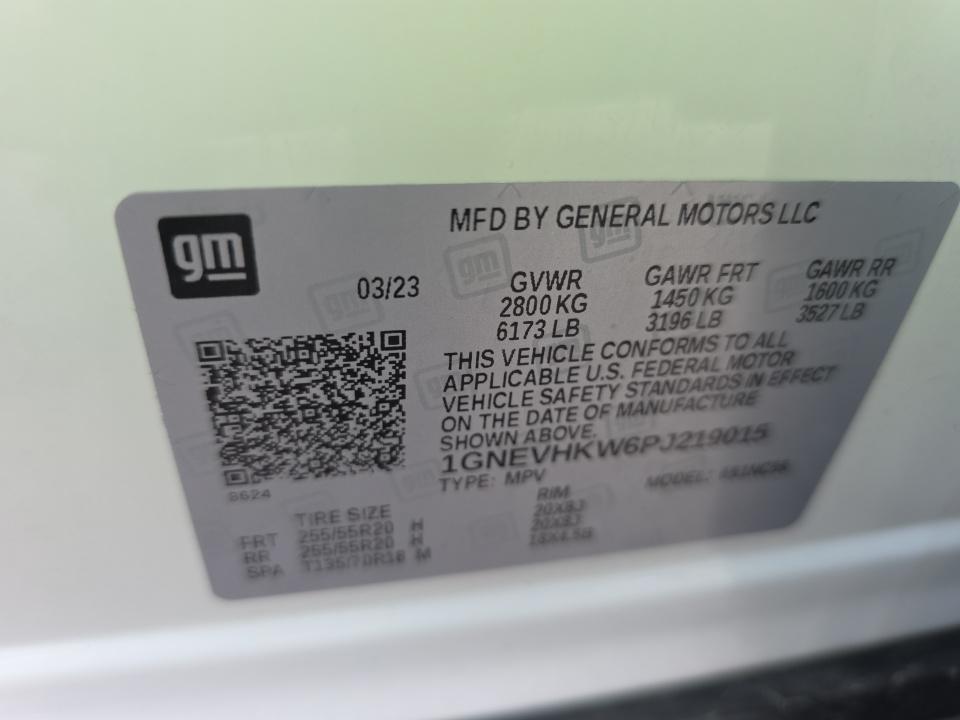 gm
MFD BY GENERAL MOTORS LLC
03/23
GVWR GAWR FRT GAWR RR
2800 KG 1450 KG 1600 KG
6173 LB 3196 LB 3527 LB
THIS VEHICLE CONFORMS TO ALL
APPLICABLE U.S. FEDERAL MOTOR
VEHICLE SAFETY STANDARDS IN EFFECT
ON THE DATE OF MANUFACTURE
SHOWN ABOVE.
1GNEVHKW6PJ219015
TYPE: MPV MODEL:
8624
TIRE SIZE RIM
FRT 255/55R20 H 20X8J
RR 255/55R20 H 20X8J
SPA T135/70R18 M 18X4.5B